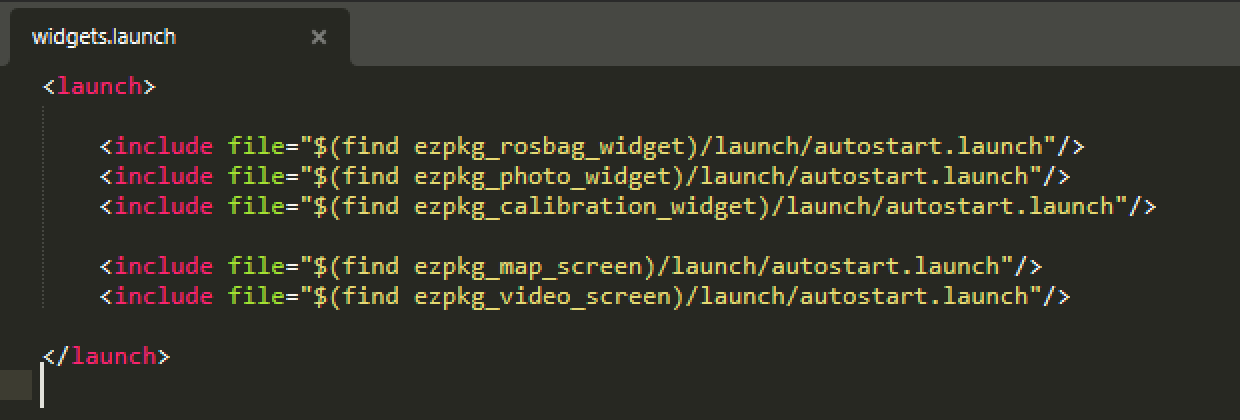 widgets.launch ×
<launch>
<include file="$(find ezpkg_rosbag_widget)/launch/autostart.launch"/>
<include file="$(find ezpkg_photo_widget)/launch/autostart.launch"/>
<include file="$(find ezpkg_calibration_widget)/launch/autostart.launch"/>
<include file="$(find ezpkg_map_screen)/launch/autostart.launch"/>
<include file="$(find ezpkg_video_screen)/launch/autostart.launch"/>
</launch>